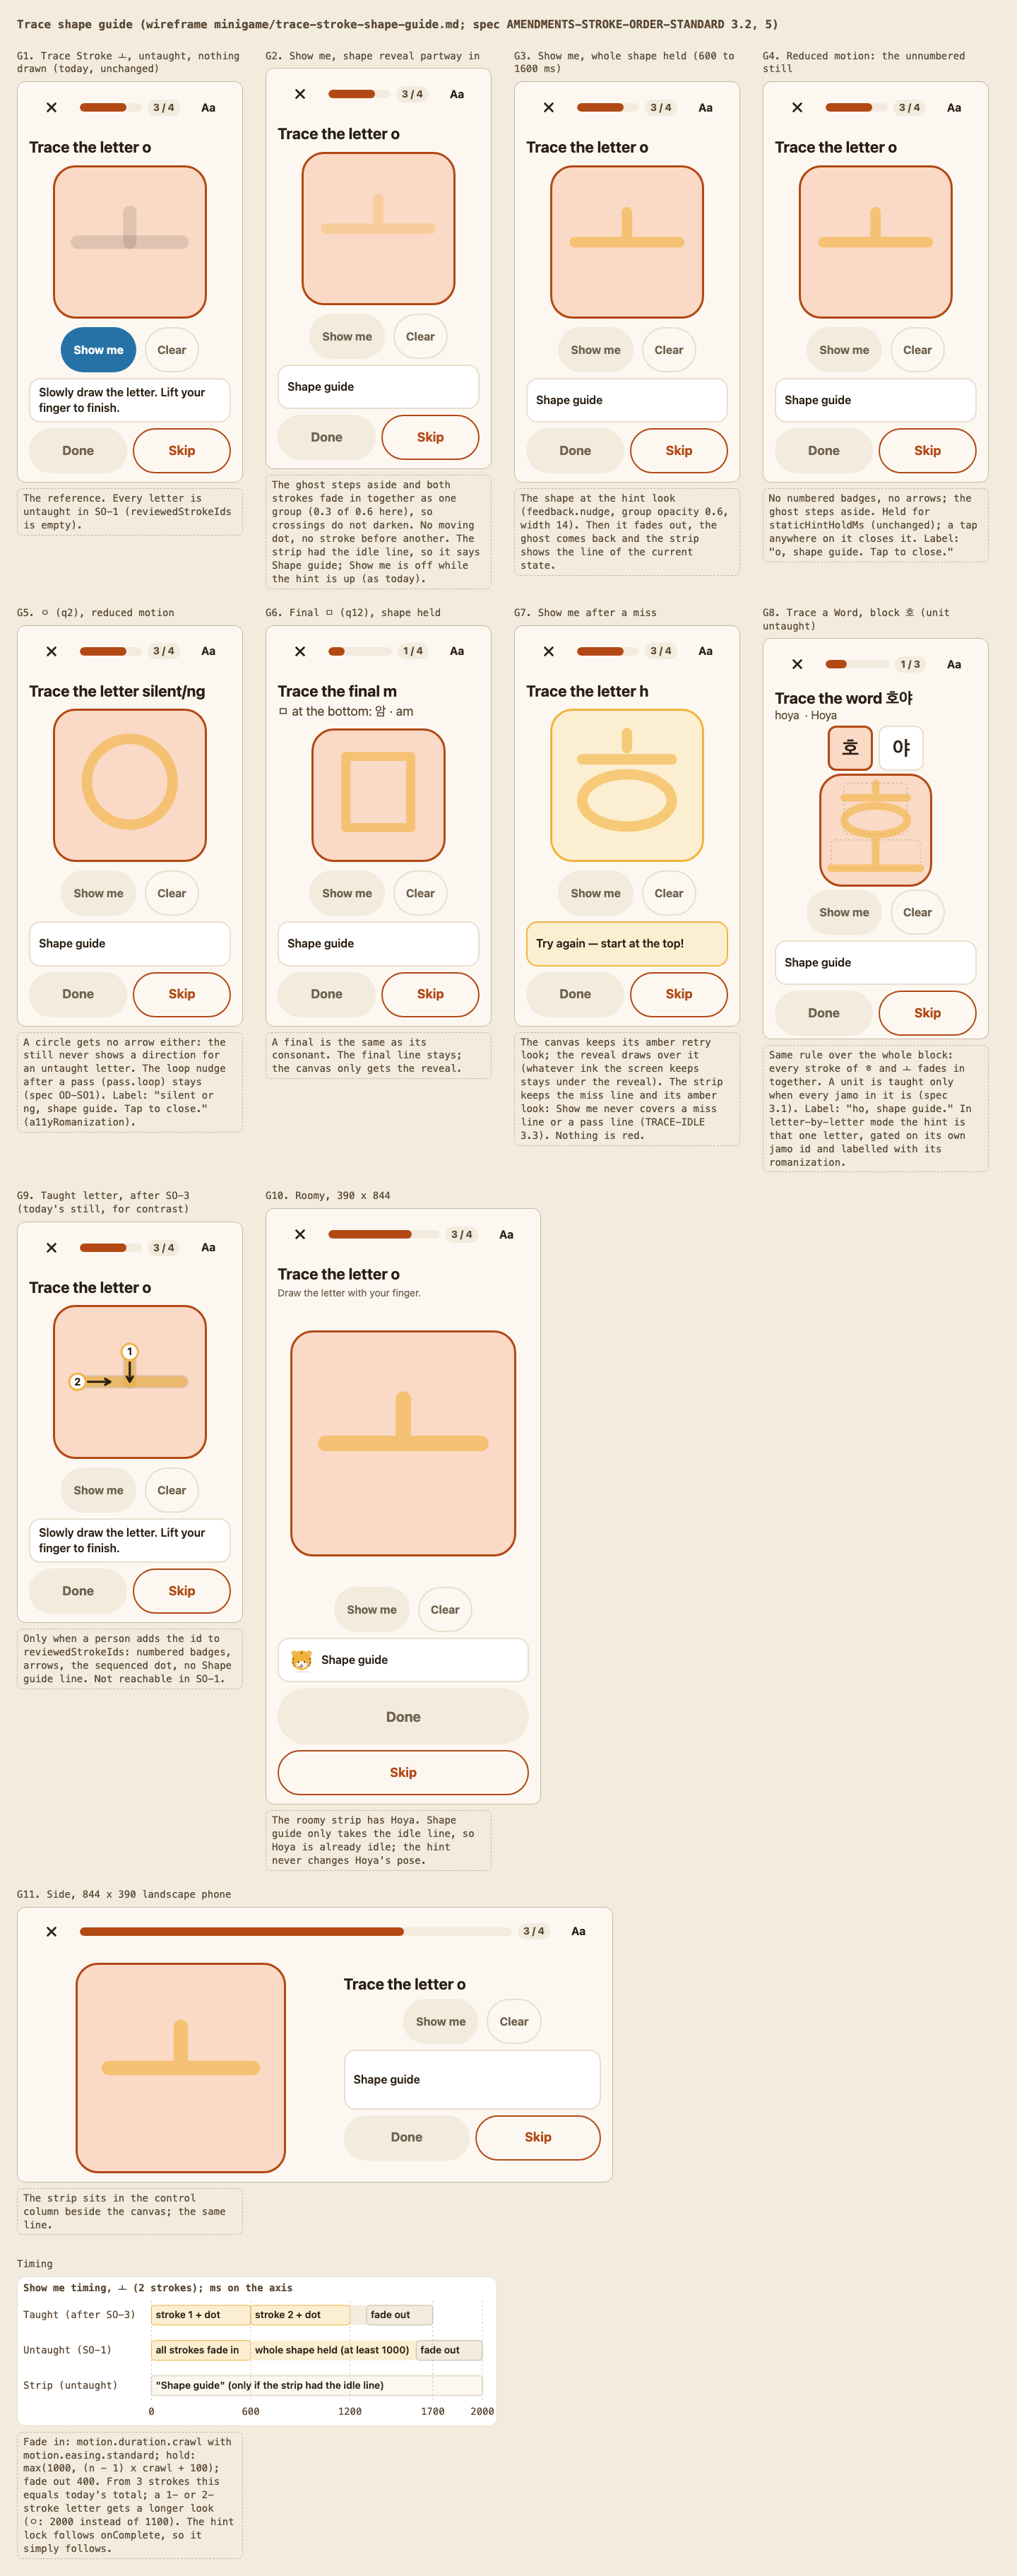 Trace shape guide (wireframe minigame/trace-stroke-shape-guide.md; spec AMENDMENTS-STROKE-ORDER-STANDARD 3.2, 5)
G1. Trace Stroke ㅗ, untaught, nothing
drawn (today, unchanged)
3 / 4
Aa
Trace the letter o
Show me
Clear
Slowly draw the letter. Lift your
finger to finish.
Done
Skip
The reference. Every letter is
untaught in SO-1 (reviewedStrokeIds
is empty).
G2. Show me, shape reveal partway in
3 / 4
Aa
Trace the letter o
Show me
Clear
Shape guide
Done
Skip
The ghost steps aside and both
strokes fade in together as one
group (0.3 of 0.6 here), so
crossings do not darken. No moving
dot, no stroke before another. The
strip had the idle line, so it says
Shape guide; Show me is off while
the hint is up (as today).
G3. Show me, whole shape held (600 to
1600 ms)
3 / 4
Aa
Trace the letter o
Show me
Clear
Shape guide
Done
Skip
The shape at the hint look
(feedback.nudge, group opacity 0.6,
width 14). Then it fades out, the
ghost comes back and the strip
shows the line of the current
state.
G4. Reduced motion: the unnumbered
still
3 / 4
Aa
Trace the letter o
Show me
Clear
Shape guide
Done
Skip
No numbered badges, no arrows; the
ghost steps aside. Held for
staticHintHoldMs (unchanged); a tap
anywhere on it closes it. Label:
"o, shape guide. Tap to close."
G5. ㅇ (q2), reduced motion
3 / 4
Aa
Trace the letter silent/ng
Show me
Clear
Shape guide
Done
Skip
A circle gets no arrow either: the
still never shows a direction for
an untaught letter. The loop nudge
after a pass (pass.loop) stays
(spec OD-SO1). Label: "silent or
ng, shape guide. Tap to close."
(a11yRomanization).
G6. Final ㅁ (q12), shape held
1 / 4
Aa
Trace the final m
ㅁ at the bottom: 암 · am
Show me
Clear
Shape guide
Done
Skip
A final is the same as its
consonant. The final line stays;
the canvas only gets the reveal.
G7. Show me after a miss
3 / 4
Aa
Trace the letter h
Show me
Clear
Try again — start at the top!
Done
Skip
The canvas keeps its amber retry
look; the reveal draws over it
(whatever ink the screen keeps
stays under the reveal). The strip
keeps the miss line and its amber
look: Show me never covers a miss
line or a pass line (TRACE-IDLE
3.3). Nothing is red.
G8. Trace a Word, block 호 (unit
untaught)
1 / 3
Aa
Trace the word 호야
hoya · Hoya
호
야
Show me
Clear
Shape guide
Done
Skip
Same rule over the whole block:
every stroke of ㅎ and ㅗ fades in
together. A unit is taught only
when every jamo in it is (spec
3.1). Label: "ho, shape guide." In
letter-by-letter mode the hint is
that one letter, gated on its own
jamo id and labelled with its
romanization.
G9. Taught letter, after SO-3
(today's still, for contrast)
3 / 4
Aa
Trace the letter o
1
2
Show me
Clear
Slowly draw the letter. Lift your
finger to finish.
Done
Skip
Only when a person adds the id to
reviewedStrokeIds: numbered badges,
arrows, the sequenced dot, no Shape
guide line. Not reachable in SO-1.
G10. Roomy, 390 x 844
3 / 4
Aa
Trace the letter o
Draw the letter with your finger.
Show me
Clear
Shape guide
Done
Skip
The roomy strip has Hoya. Shape
guide only takes the idle line, so
Hoya is already idle; the hint
never changes Hoya's pose.
G11. Side, 844 x 390 landscape phone
3 / 4
Aa
Trace the letter o
Show me
Clear
Shape guide
Done
Skip
The strip sits in the control
column beside the canvas; the same
line.
Timing
Show me timing, ㅗ (2 strokes); ms on the axis
Taught (after SO-3)
stroke 1 + dot
stroke 2 + dot
fade out
Untaught (SO-1)
all strokes fade in
whole shape held (at least 1000)
fade out
Strip (untaught)
"Shape guide" (only if the strip had the idle line)
0
600
1200
1700
2000
Fade in: motion.duration.crawl with
motion.easing.standard; hold:
max(1000, (n - 1) x crawl + 100);
fade out 400. From 3 strokes this
equals today's total; a 1- or 2-
stroke letter gets a longer look
(ㅇ: 2000 instead of 1100). The hint
lock follows onComplete, so it
simply follows.